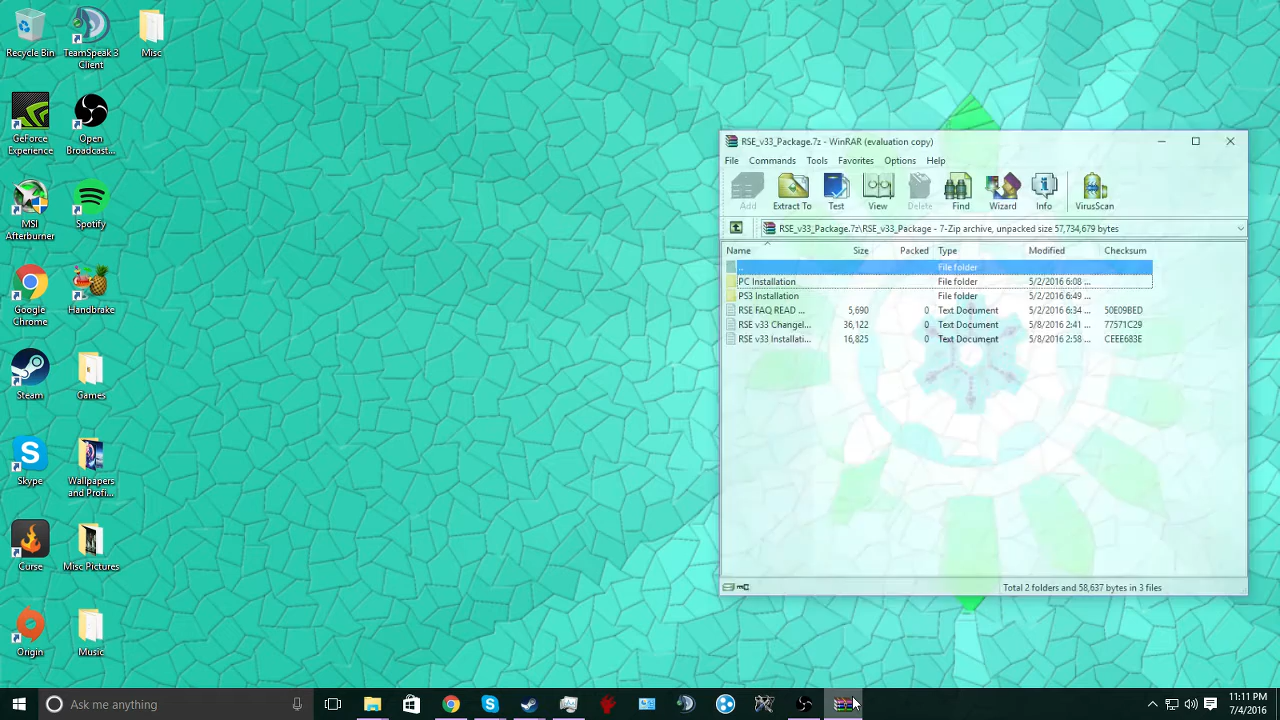 Recycle Bin
TeamSpeak 3 Client
Misc
GeForce Experience
Open Broadcast...
MSI Afterburner
Spotify
Google Chrome
Handbrake
Steam
Games
Skype
Wallpapers and Profi...
Curse
Misc Pictures
Origin
Music
RSE_v33_Package.7z - WinRAR (evaluation copy)
File Commands Tools Favorites Options Help
Add Extract To Test View Delete Find Wizard Info VirusScan
RSE_v33_Package.7z\RSE_v33_Package - 7-Zip archive, unpacked size 57,734,679 bytes
Name Size Packed Type Modified Checksum
.. File folder
PC Installation File folder 5/2/2016 6:08 ...
PS3 Installation File folder 5/2/2016 6:49 ...
RSE FAQ READ ... 5,690 0 Text Document 5/2/2016 6:34 ... 50E09BED
RSE v33 Changel... 36,122 0 Text Document 5/8/2016 2:41 ... 77571C29
RSE v33 Installati... 16,825 0 Text Document 5/8/2016 2:58 ... CEEE683E
Total 2 folders and 58,637 bytes in 3 files
Ask me anything
11:11 PM
7/4/2016